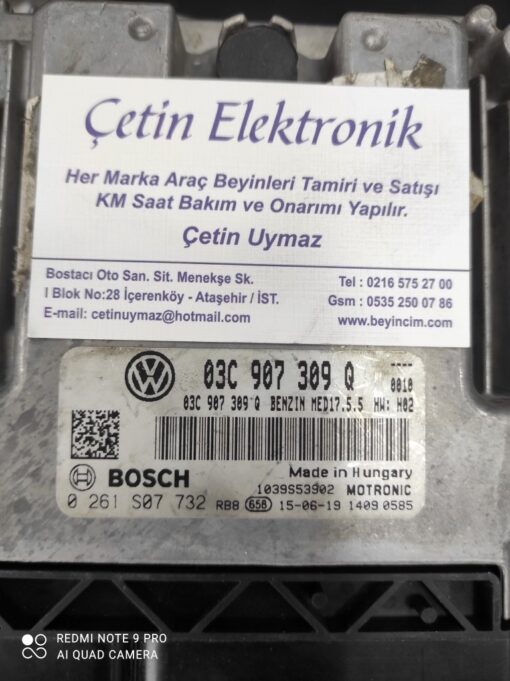 Çetin Elektronik
Her Marka Araç Beyinleri Tamiri ve Satışı
KM Saat Bakım ve Onarımı Yapılır.
Çetin Uymaz
Bostacı Oto San. Sit. Menekşe Sk.
I Blok No:28 İçerenköy - Ataşehir / İST.
E-mail: cetinuymaz@hotmail.com
Tel : 0216 575 27 00
Gsm : 0535 250 07 86
www.beyincim.com
03C 907 309 Q
----
0010
03C 907 309 Q BENZIN MED17.5.5 HW: H02
BOSCH
Made in Hungary
1039S53902 MOTRONIC
0 261 S07 732 RB8 658 15-06-19 1409 0585
REDMI NOTE 9 PRO
AI QUAD CAMERA